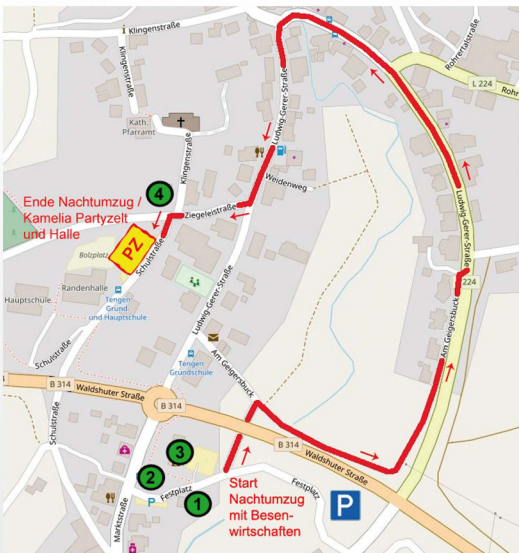 Klingenstraße
Klingenstraße
Kath.
Pfarramt
Klingenstraße
Ludwig-Gerer-Straße
Rohrertalstraße
L 224
Rohr
Weidenweg
Ende Nachtumzug /
Kamelia Partyzelt
und Halle
4
Ziegeleistraße
PZ
Bolzplatz
Schulstraße
Randenhalle
Hauptschule
Tengen
Grund
und Hauptschule
Ludwig-Gerer-Straße
Ludwig-Gerer-Straße
224
Am Geigersbuck
Schulstraße
Tengen
Grundschule
Am Geigersbuck
B 314
Waldshuter Straße
B 314
B 314
Waldshuter Straße
Schulstraße
3
2
1
P
Festplatz
Festplatz
Marktstraße
Start
Nachtumzug
mit Besen-
wirtschaften
P